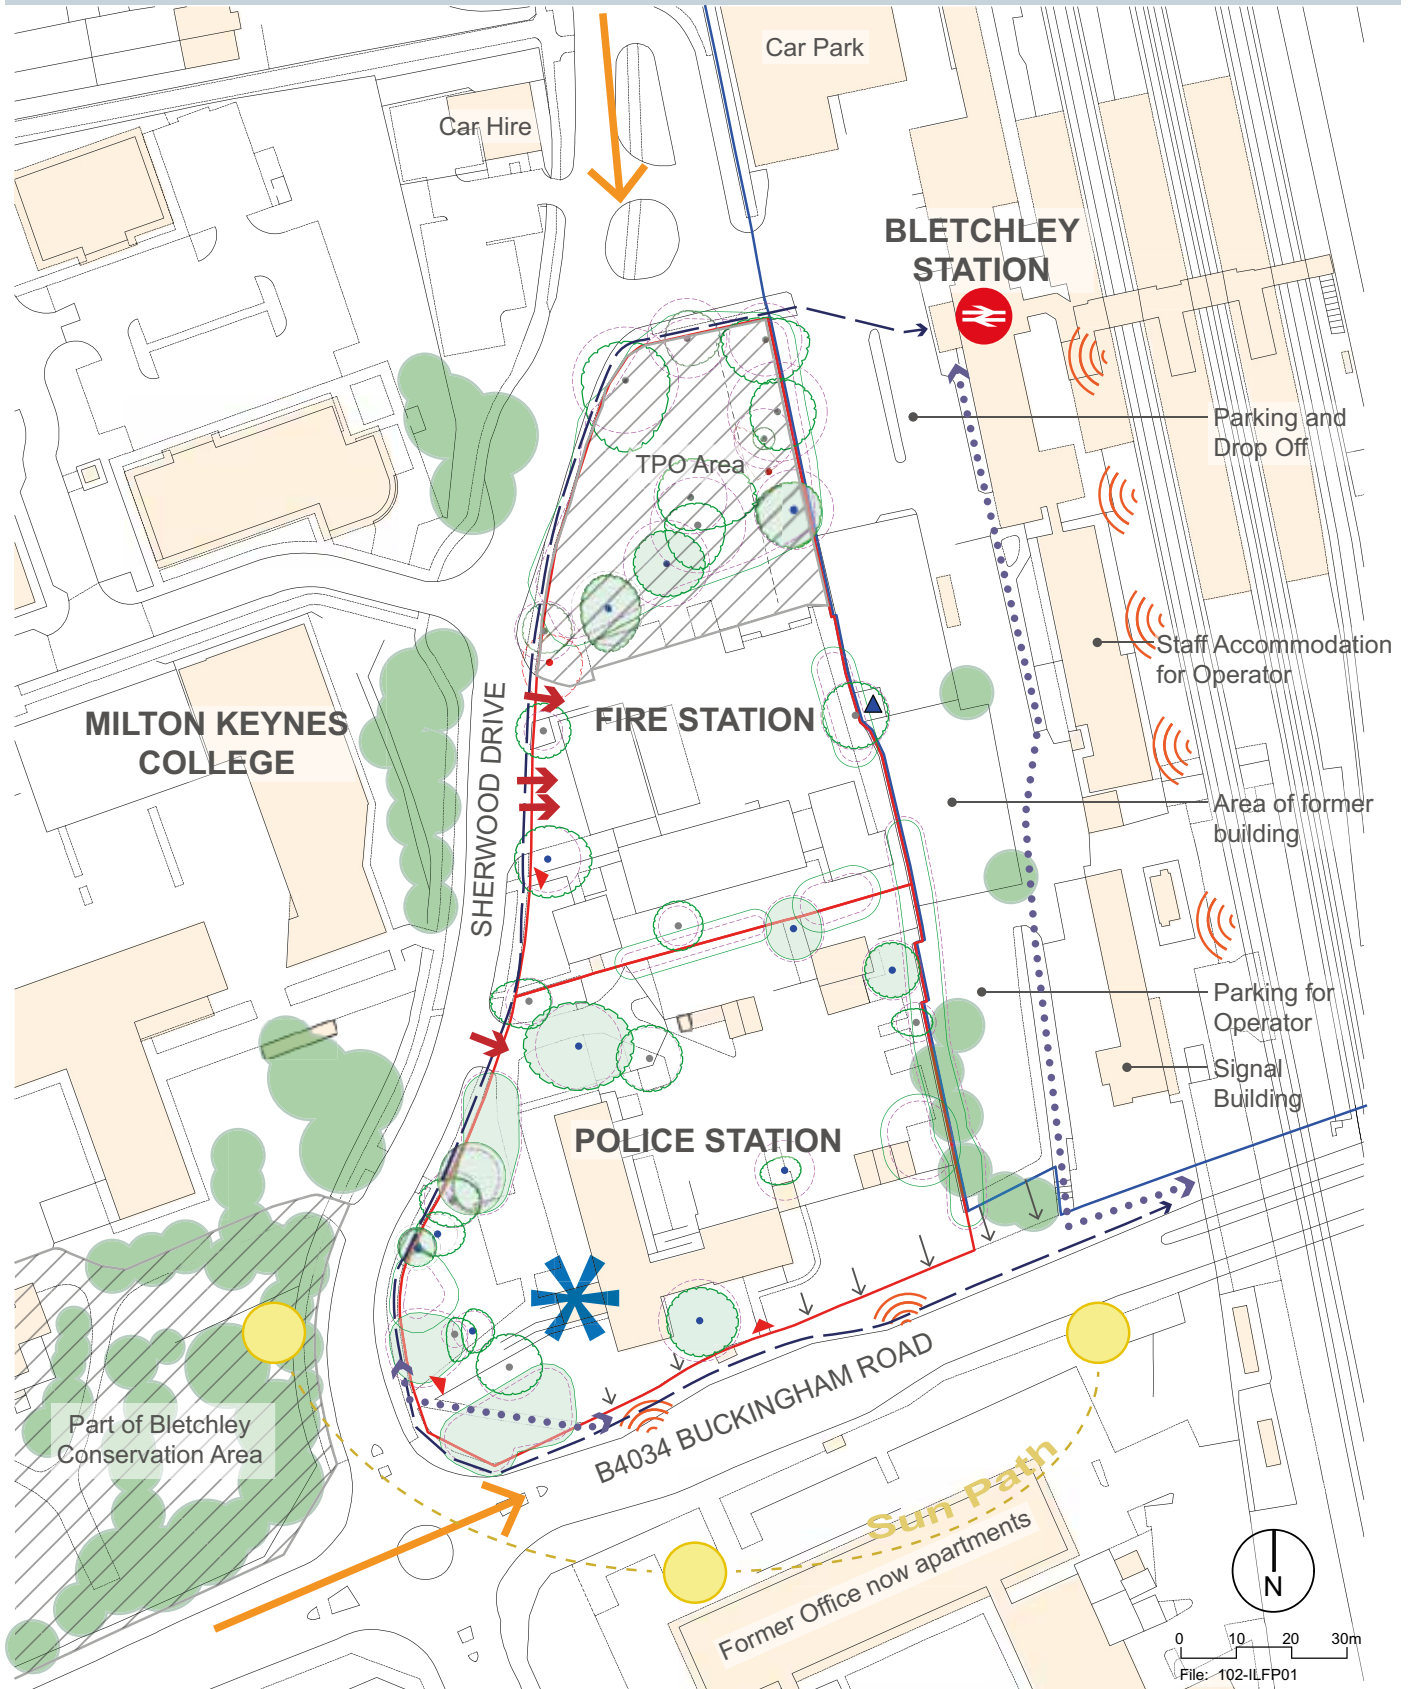 Car Park
Car Hire
BLETCHLEY
STATION
Parking and
Drop Off
TPO Area
Staff Accommodation
for Operator
MILTON KEYNES
COLLEGE
SHERWOOD DRIVE
FIRE STATION
Area of former
building
Parking for
Operator
Signal
Building
POLICE STATION
Part of Bletchley
Conservation Area
B4034 BUCKINGHAM ROAD
Sun Path
Former Office now apartments
N
0 10 20 30m
File: 102-ILFP01